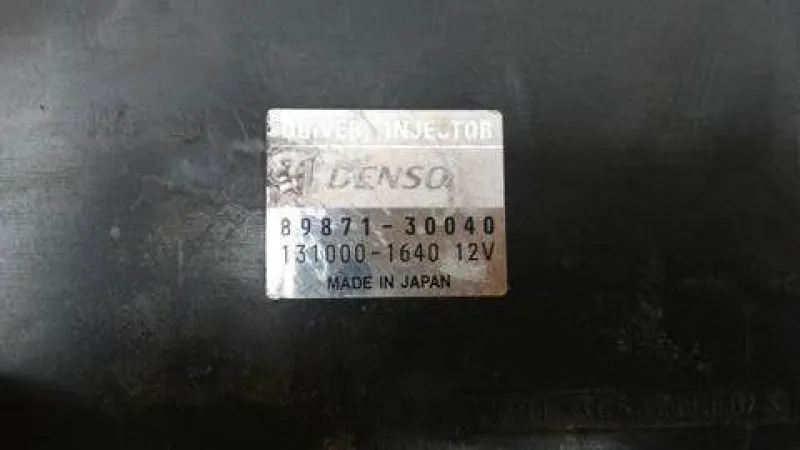 DRIVER, INJECTOR
DENSO
89871-30040
131000-1640 12V
MADE IN JAPAN